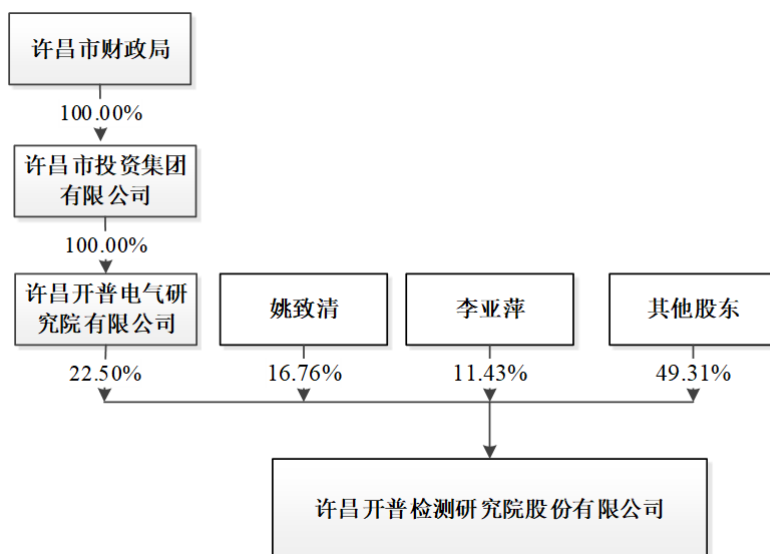 许昌市财政局
100.00%
许昌市投资集团
有限公司
100.00%
许昌开普电气研
究院有限公司
姚致清
李亚萍
其他股东
22.50%
16.76%
11.43%
49.31%
许昌开普检测研究院股份有限公司